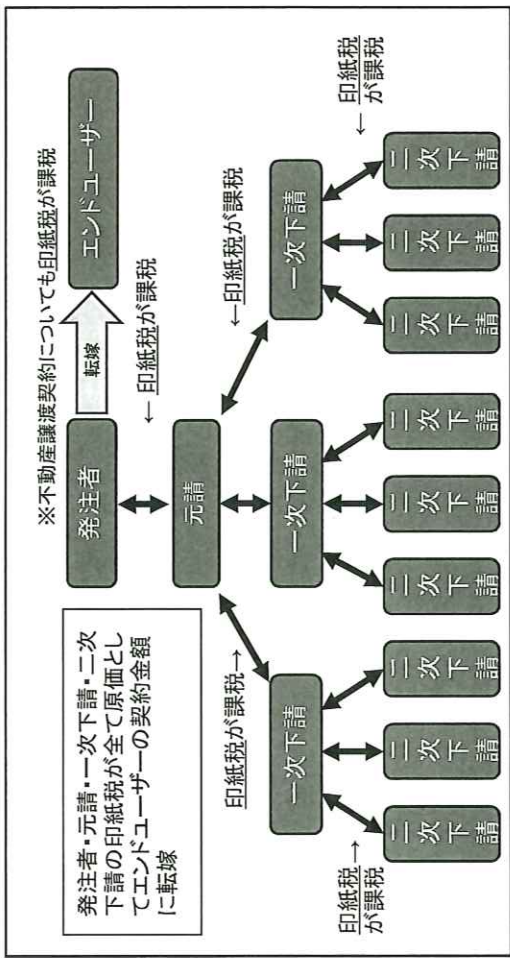 ※不動産譲渡契約についても印紙税が課税
発注者
転嫁
エンドユーザー
発注者・元請・一次下請・二次
下請の印紙税が全て原価とし
てエンドユーザーの契約金額
に転嫁
← 印紙税が課税
元請
印紙税が課税→
←印紙税が課税
一次下請
一次下請
一次下請
印紙税→
が課税
← 印紙税
が課税
二次下
請
二次下
請
二次下
請
二次下
請
二次下
請
二次下
請
二次下
請
二次下
請
二次下
請